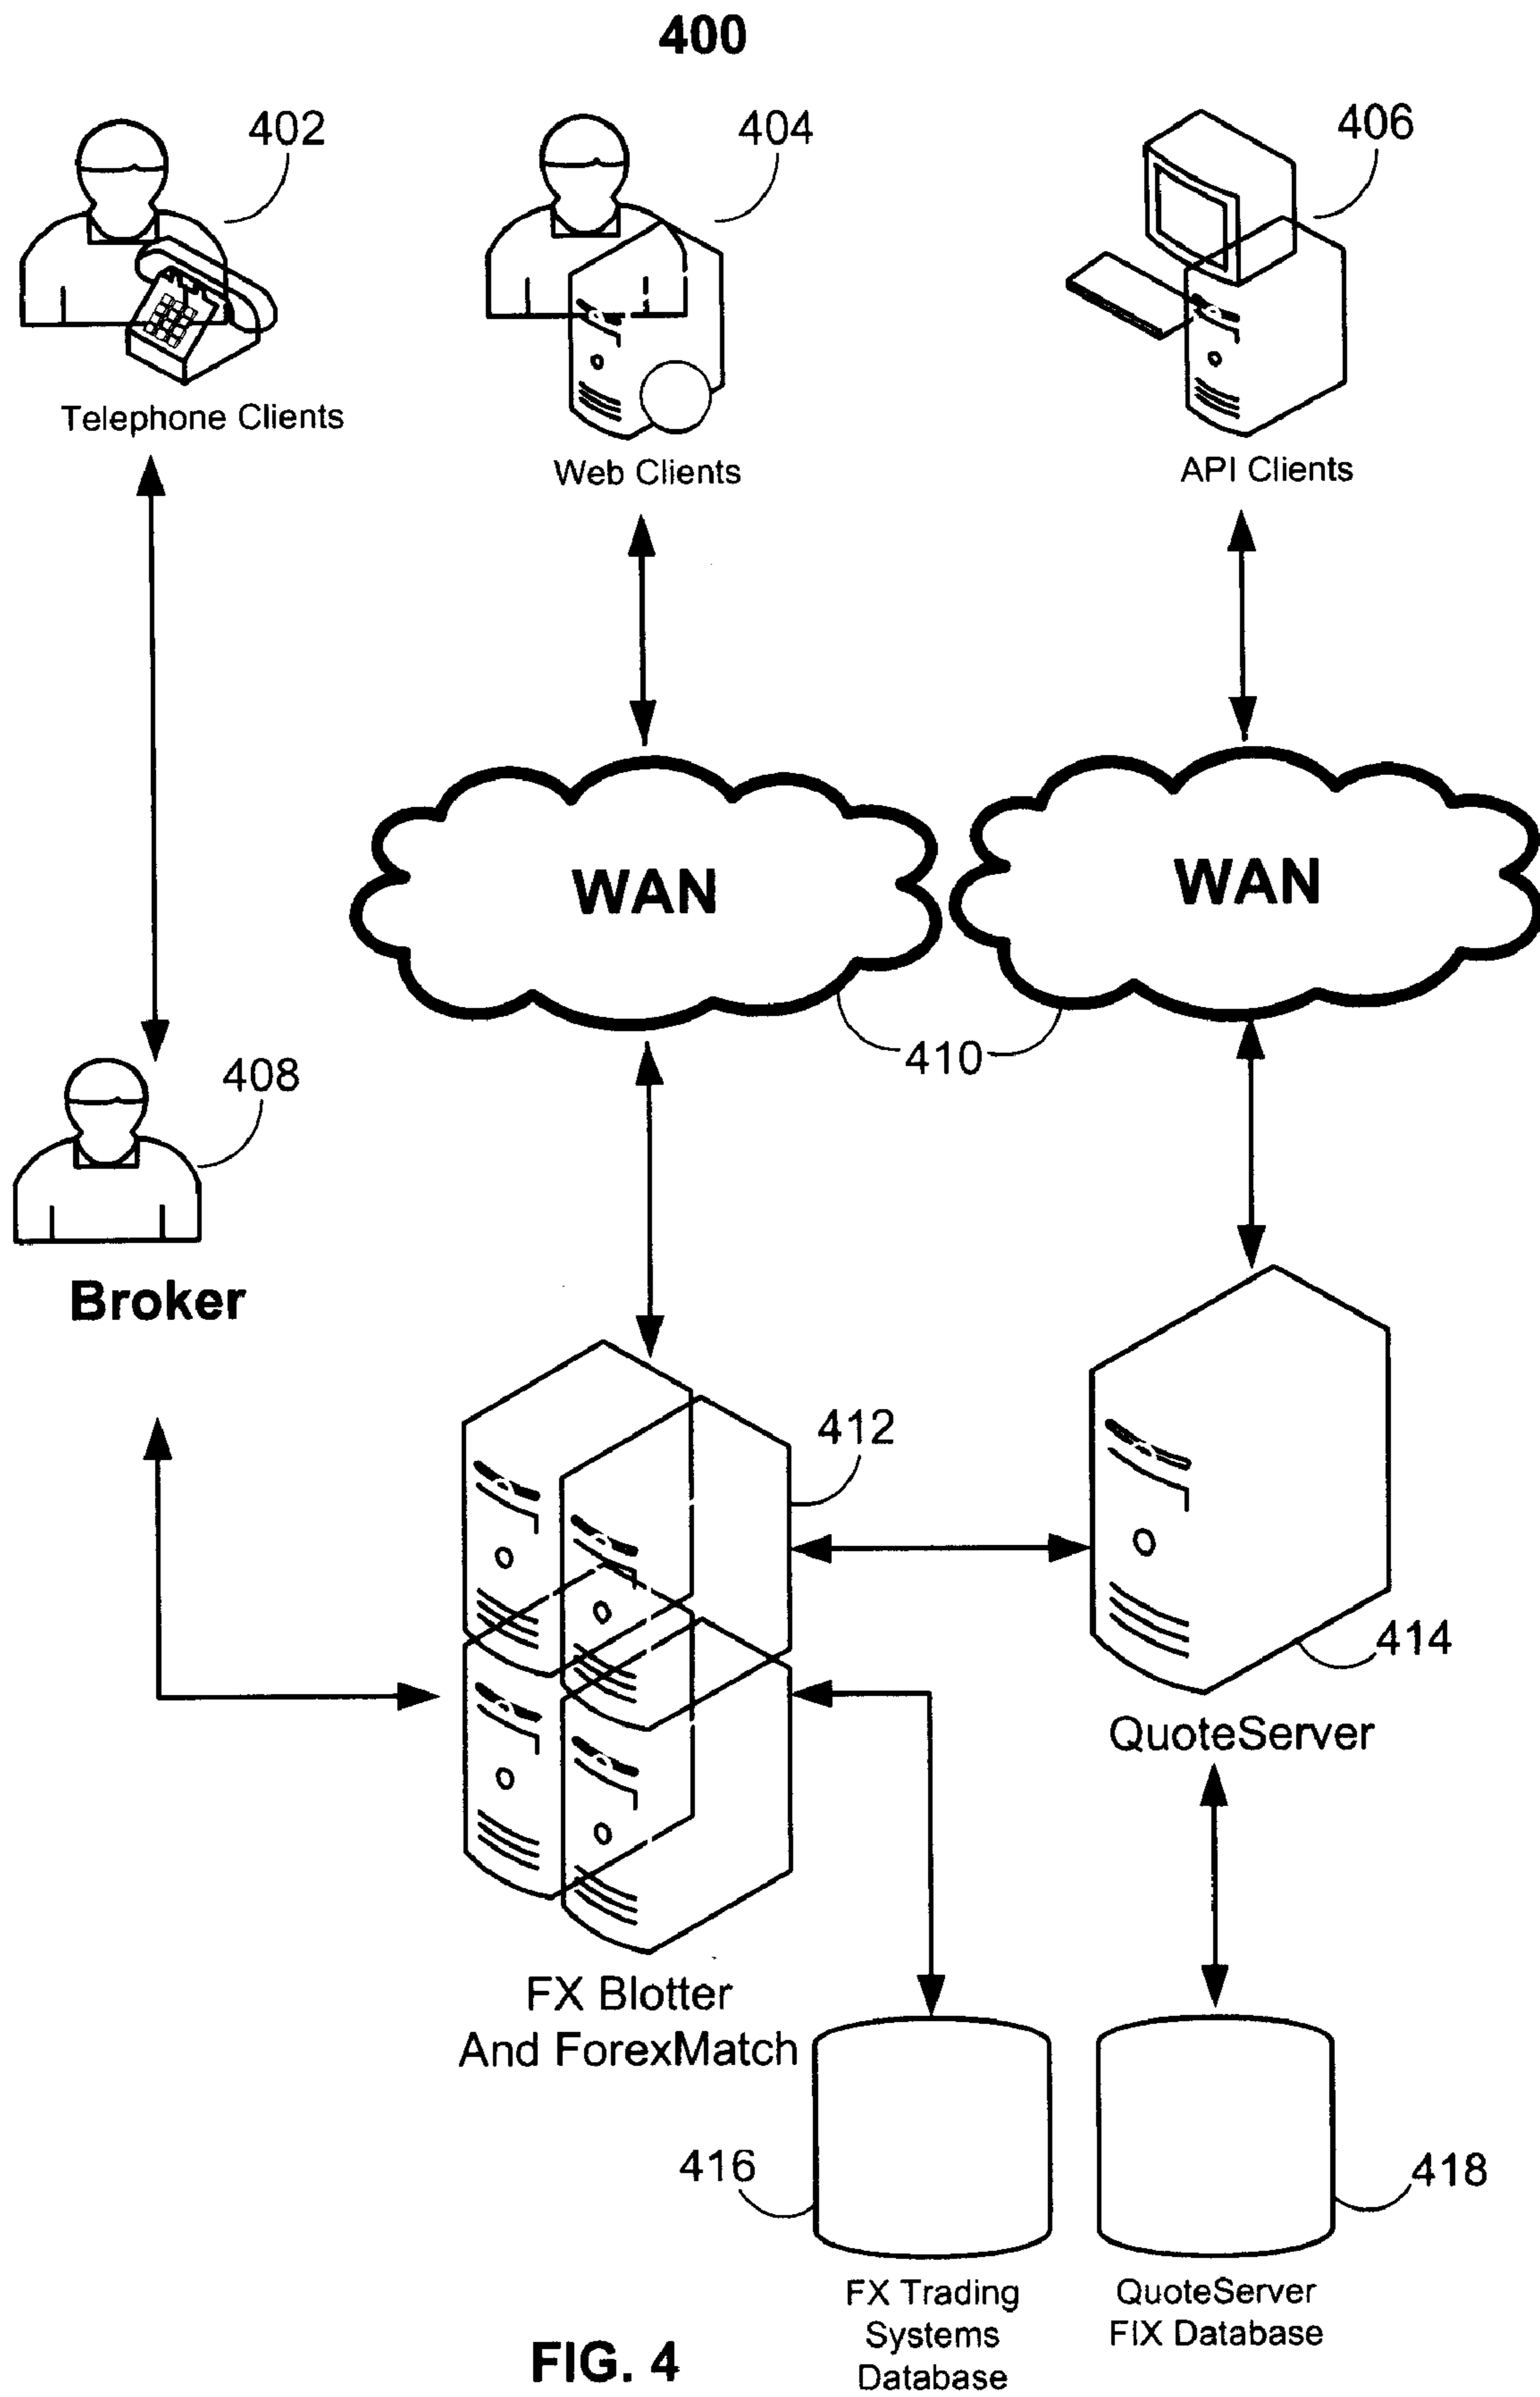 400
402
404
406
Telephone Clients
Web Clients
API Clients
WAN
WAN
410
408
Broker
412
414
QuoteServer
FX Blotter
And ForexMatch
416
418
FX Trading
Systems
Database
QuoteServer
FIX Database
FIG. 4